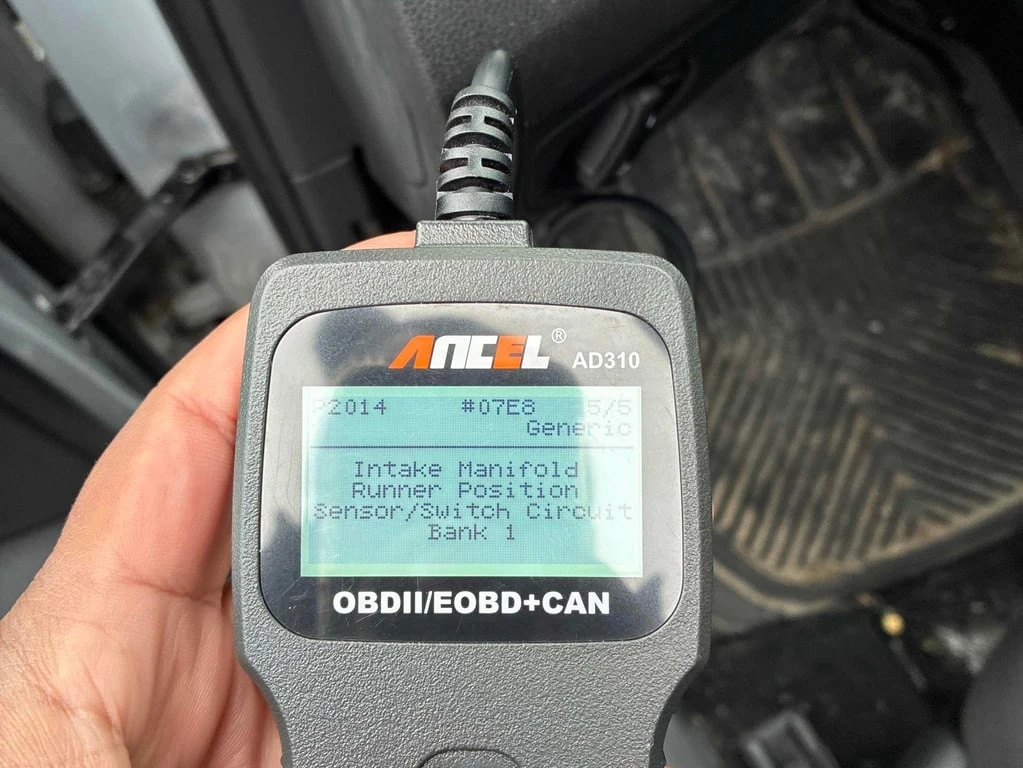 ANCEL® AD310
P2014 #07E8 5/5
Generic
Intake Manifold
Runner Position
Sensor/Switch Circuit
Bank 1
OBDII/EOBD+CAN